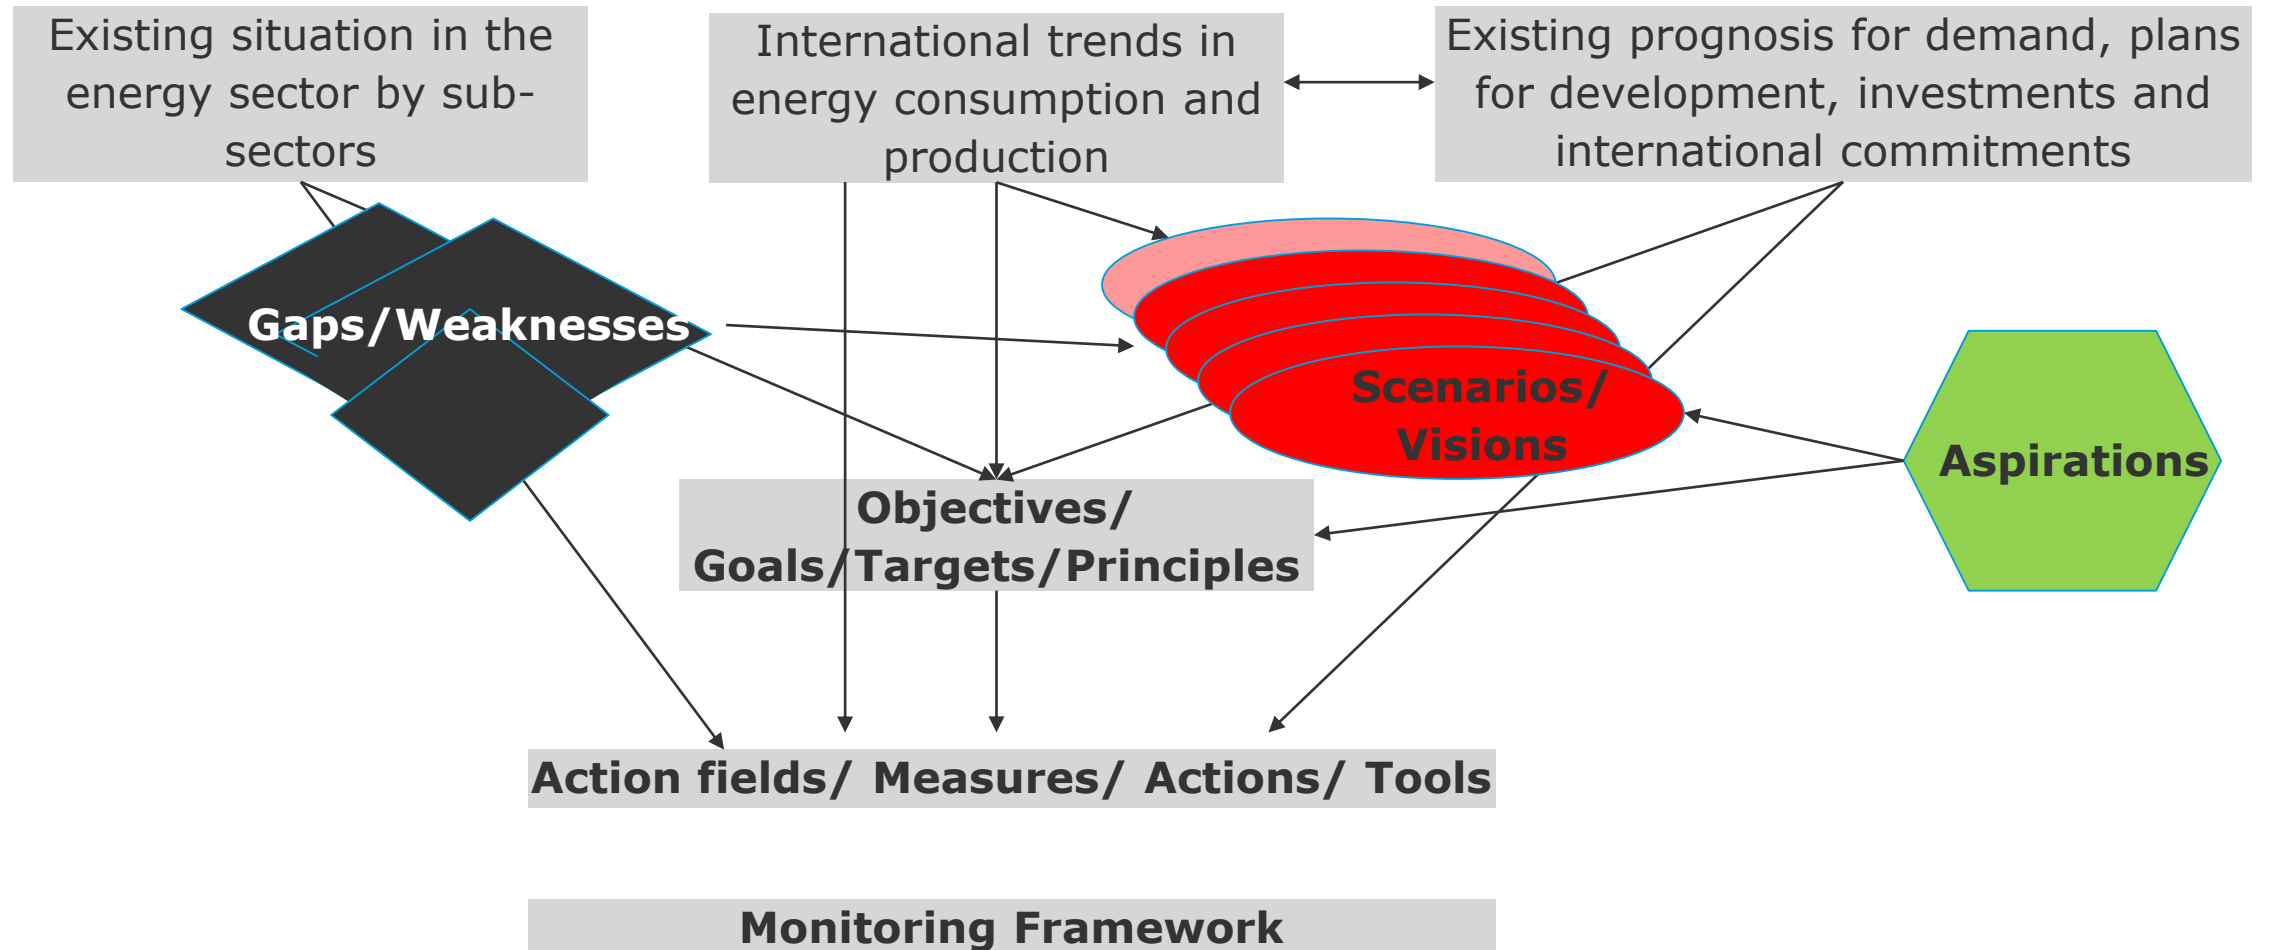 Existing situation in the
energy sector by sub-
sectors
International trends in
energy consumption and
production
Existing prognosis for demand, plans
for development, investments and
international commitments
Gaps/Weaknesses
Scenarios/
Visions
Aspirations
Objectives/
Goals/Targets/Principles
Action fields/ Measures/ Actions/ Tools
Monitoring Framework